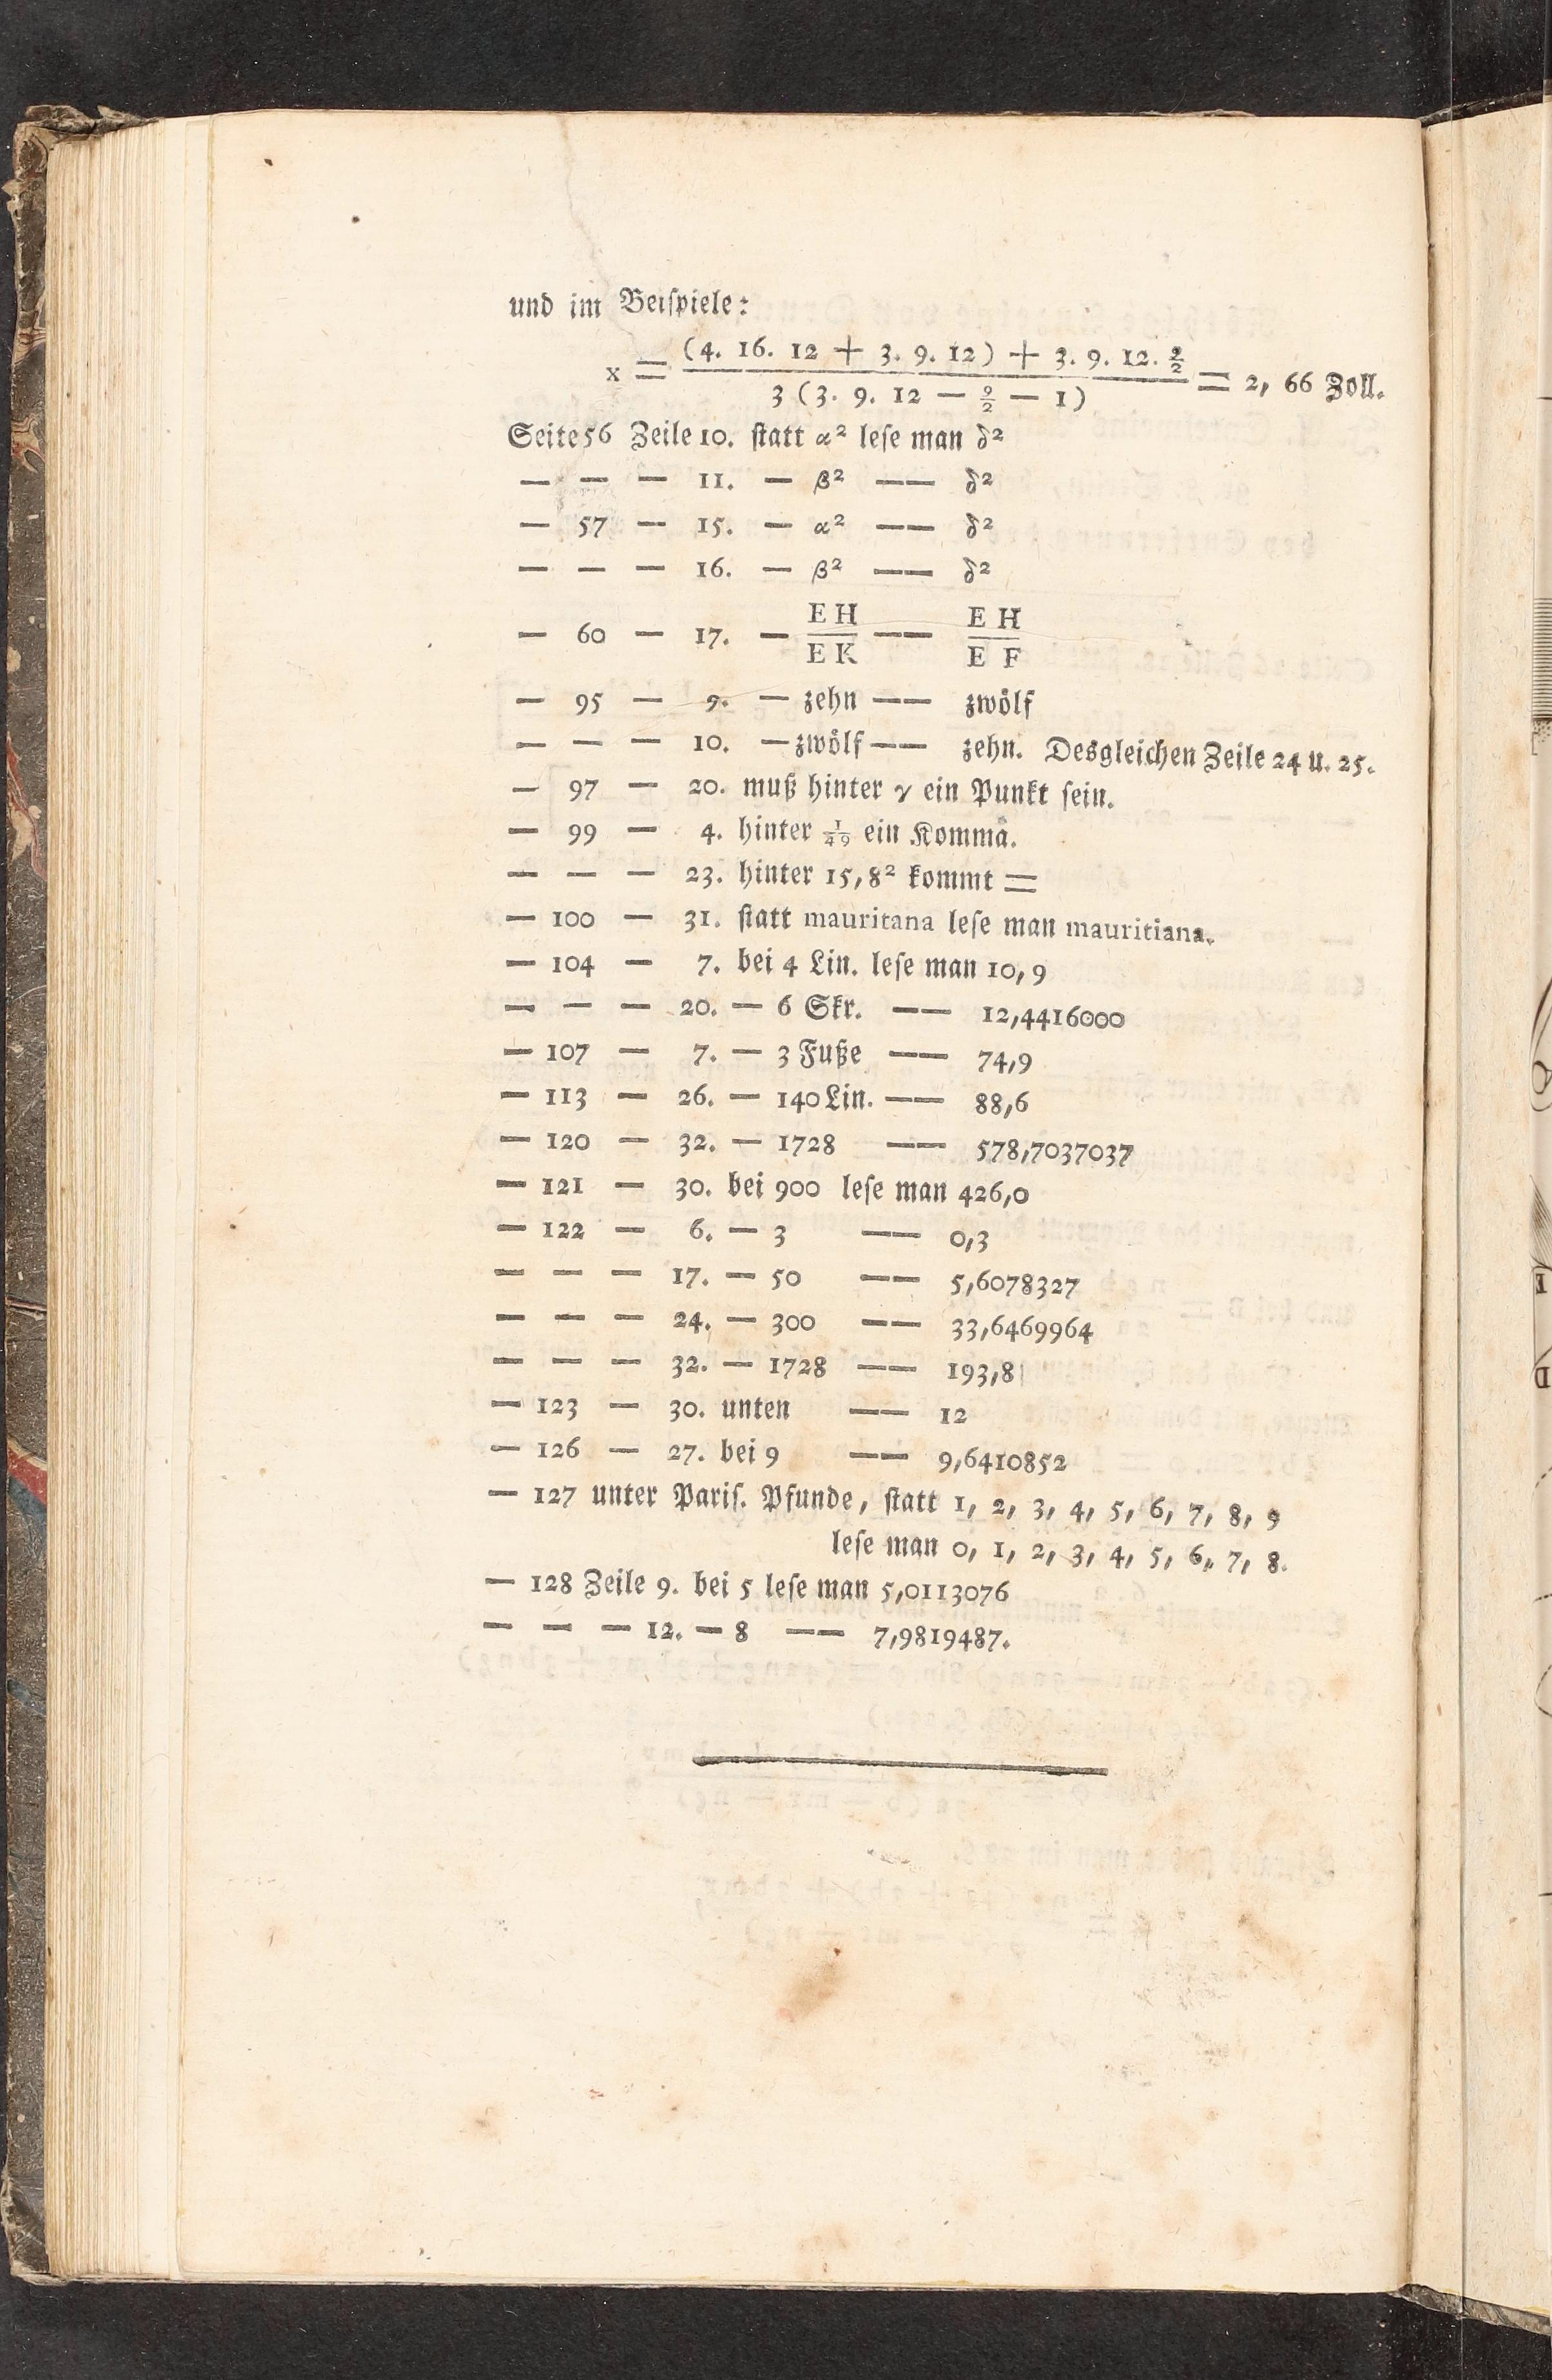 und im Beiſpiele:
x = (4. 16. 12 + 3. 9. 12) + 3. 9. 12. 2/2 / 3 (3. 9. 12 — 9/2 — 1) = 2, 66 Zoll.
Seite 56 Zeile 10. ſtatt α² leſe man δ²
— — — 11. — β² —— δ²
— 57 — 15. — α² —— δ²
— — — 16. — β² —— δ²
— 60 — 17. — EH/EK —— EH/EF
— 95 — 9. — zehn —— zwölf
— — — 10. — zwölf —— zehn. Desgleichen Zeile 24 u. 25.
— 97 — 20. muß hinter γ ein Punkt ſein.
— 99 — 4. hinter 1/49 ein Komma.
— — — 23. hinter 15,8² kommt =
— 100 — 31. ſtatt mauritana leſe man mauritiana.
— 104 — 7. bei 4 Lin. leſe man 10,9
— — — 20. — 6 Skr. —— 12,4416000
— 107 — 7. — 3 Fuße —— 74,9
— 113 — 26. — 140 Lin. —— 88,6
— 120 — 32. — 1728 —— 578,7037037
— 121 — 30. bei 900 leſe man 426,0
— 122 — 6. — 3 —— 0,3
— — — 17. — 50 —— 5,6078327
— — — 24. — 300 —— 33,6469964
— — — 32. — 1728 —— 193,8
— 123 — 30. unten —— 12
— 126 — 27. bei 9 —— 9,6410852
— 127 unter Pariſ. Pfunde, ſtatt 1, 2, 3, 4, 5, 6, 7, 8, 9
leſe man 0, 1, 2, 3, 4, 5, 6, 7, 8.
— 128 Zeile 9. bei 5 leſe man 5,0113076
— — — 12. — 8 —— 7,9819487.